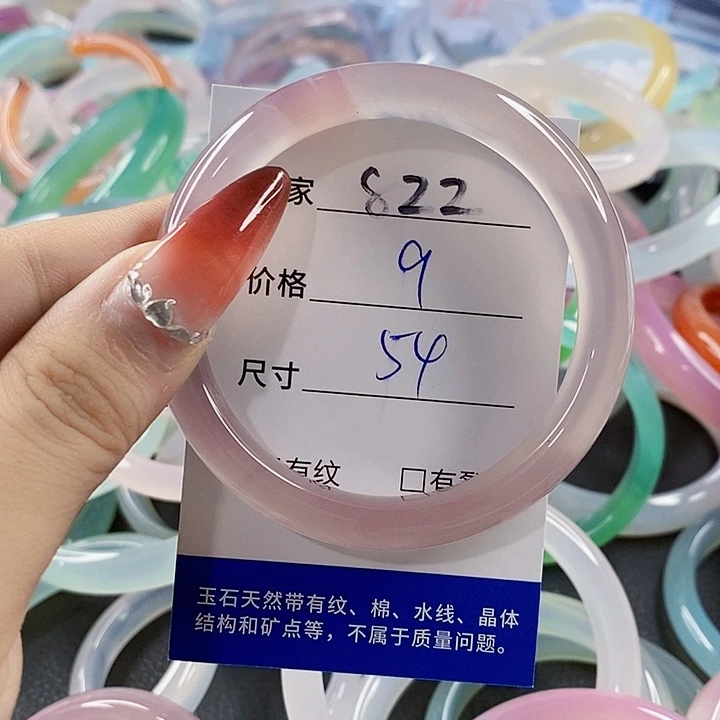 家 822
价格 9
尺寸 54
有纹 □有
玉石天然带有纹、棉、水线、晶体
结构和矿点等，不属于质量问题。